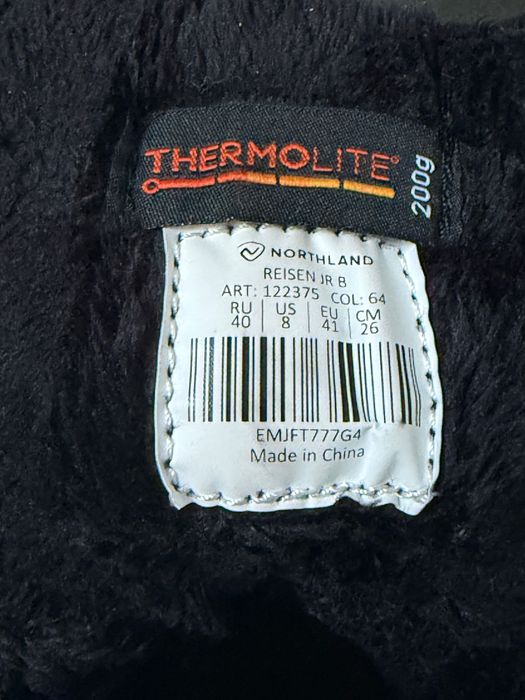 THERMOLITE®
200g
NORTHLAND
REISEN JR B
ART: 122375 COL: 64
RU US EU CM
40 8 41 26
EMJFT777G4
Made in China